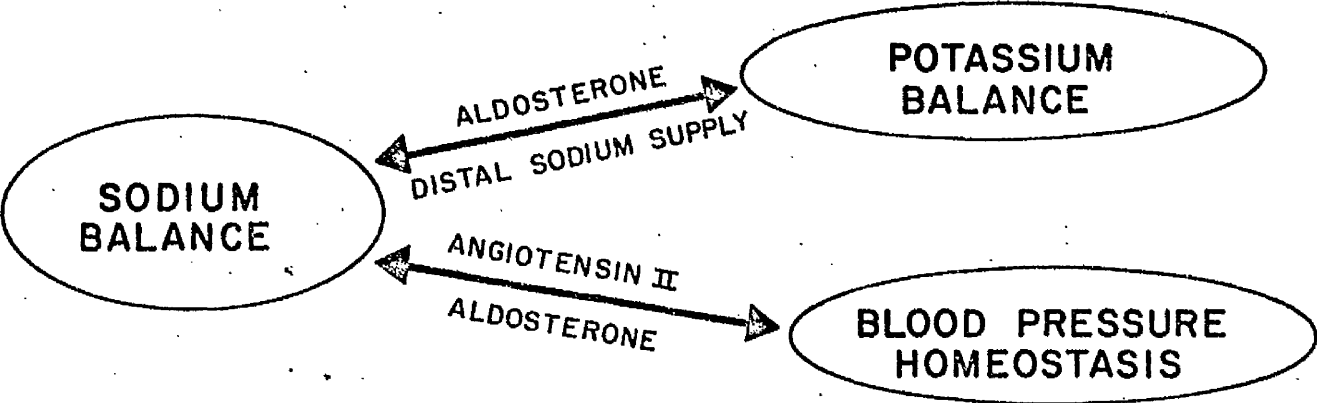 POTASSIUM
BALANCE
ALDOSTERONE
DISTAL SODIUM SUPPLY
SODIUM
BALANCE
ANGIOTENSIN II
ALDOSTERONE
BLOOD PRESSURE
HOMEOSTASIS